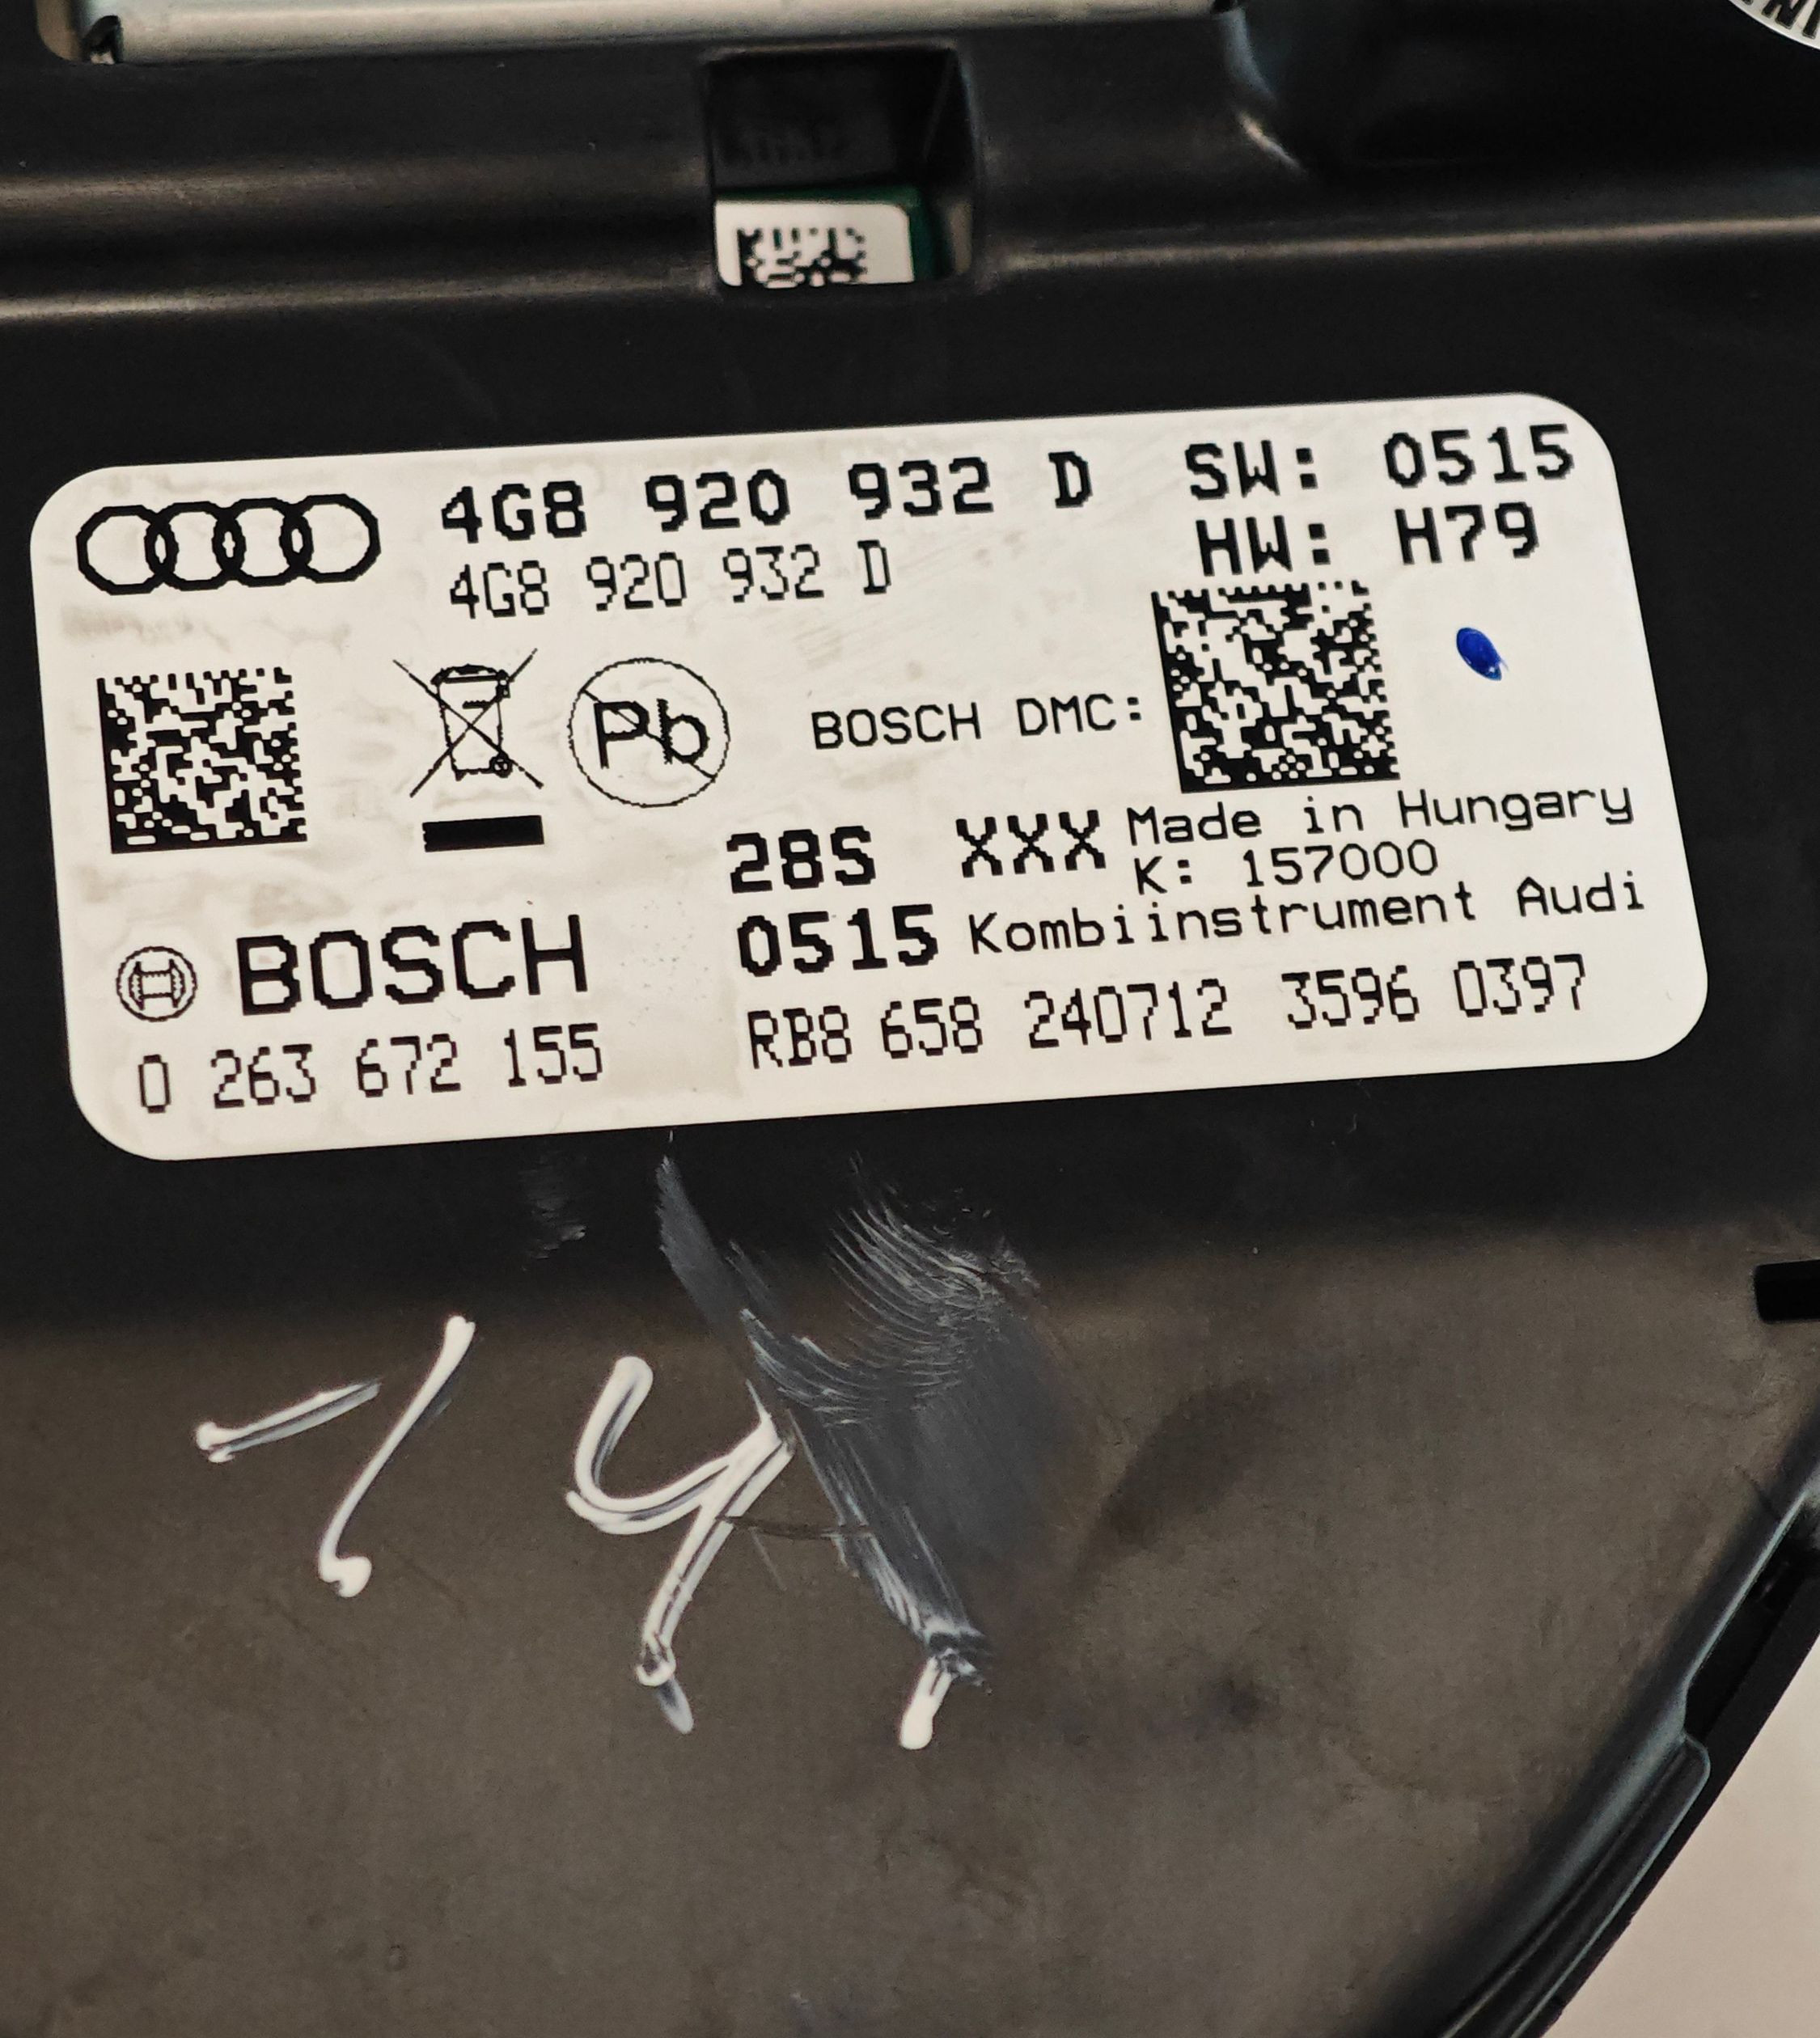 4G8 920 932 D SW: 0515
4G8 920 932 D HW: H79
Pb
BOSCH DMC:
28S XXX Made in Hungary
K: 157000
BOSCH 0515 Kombiinstrument Audi
0 263 672 155 RB8 658 240712 3596 0397